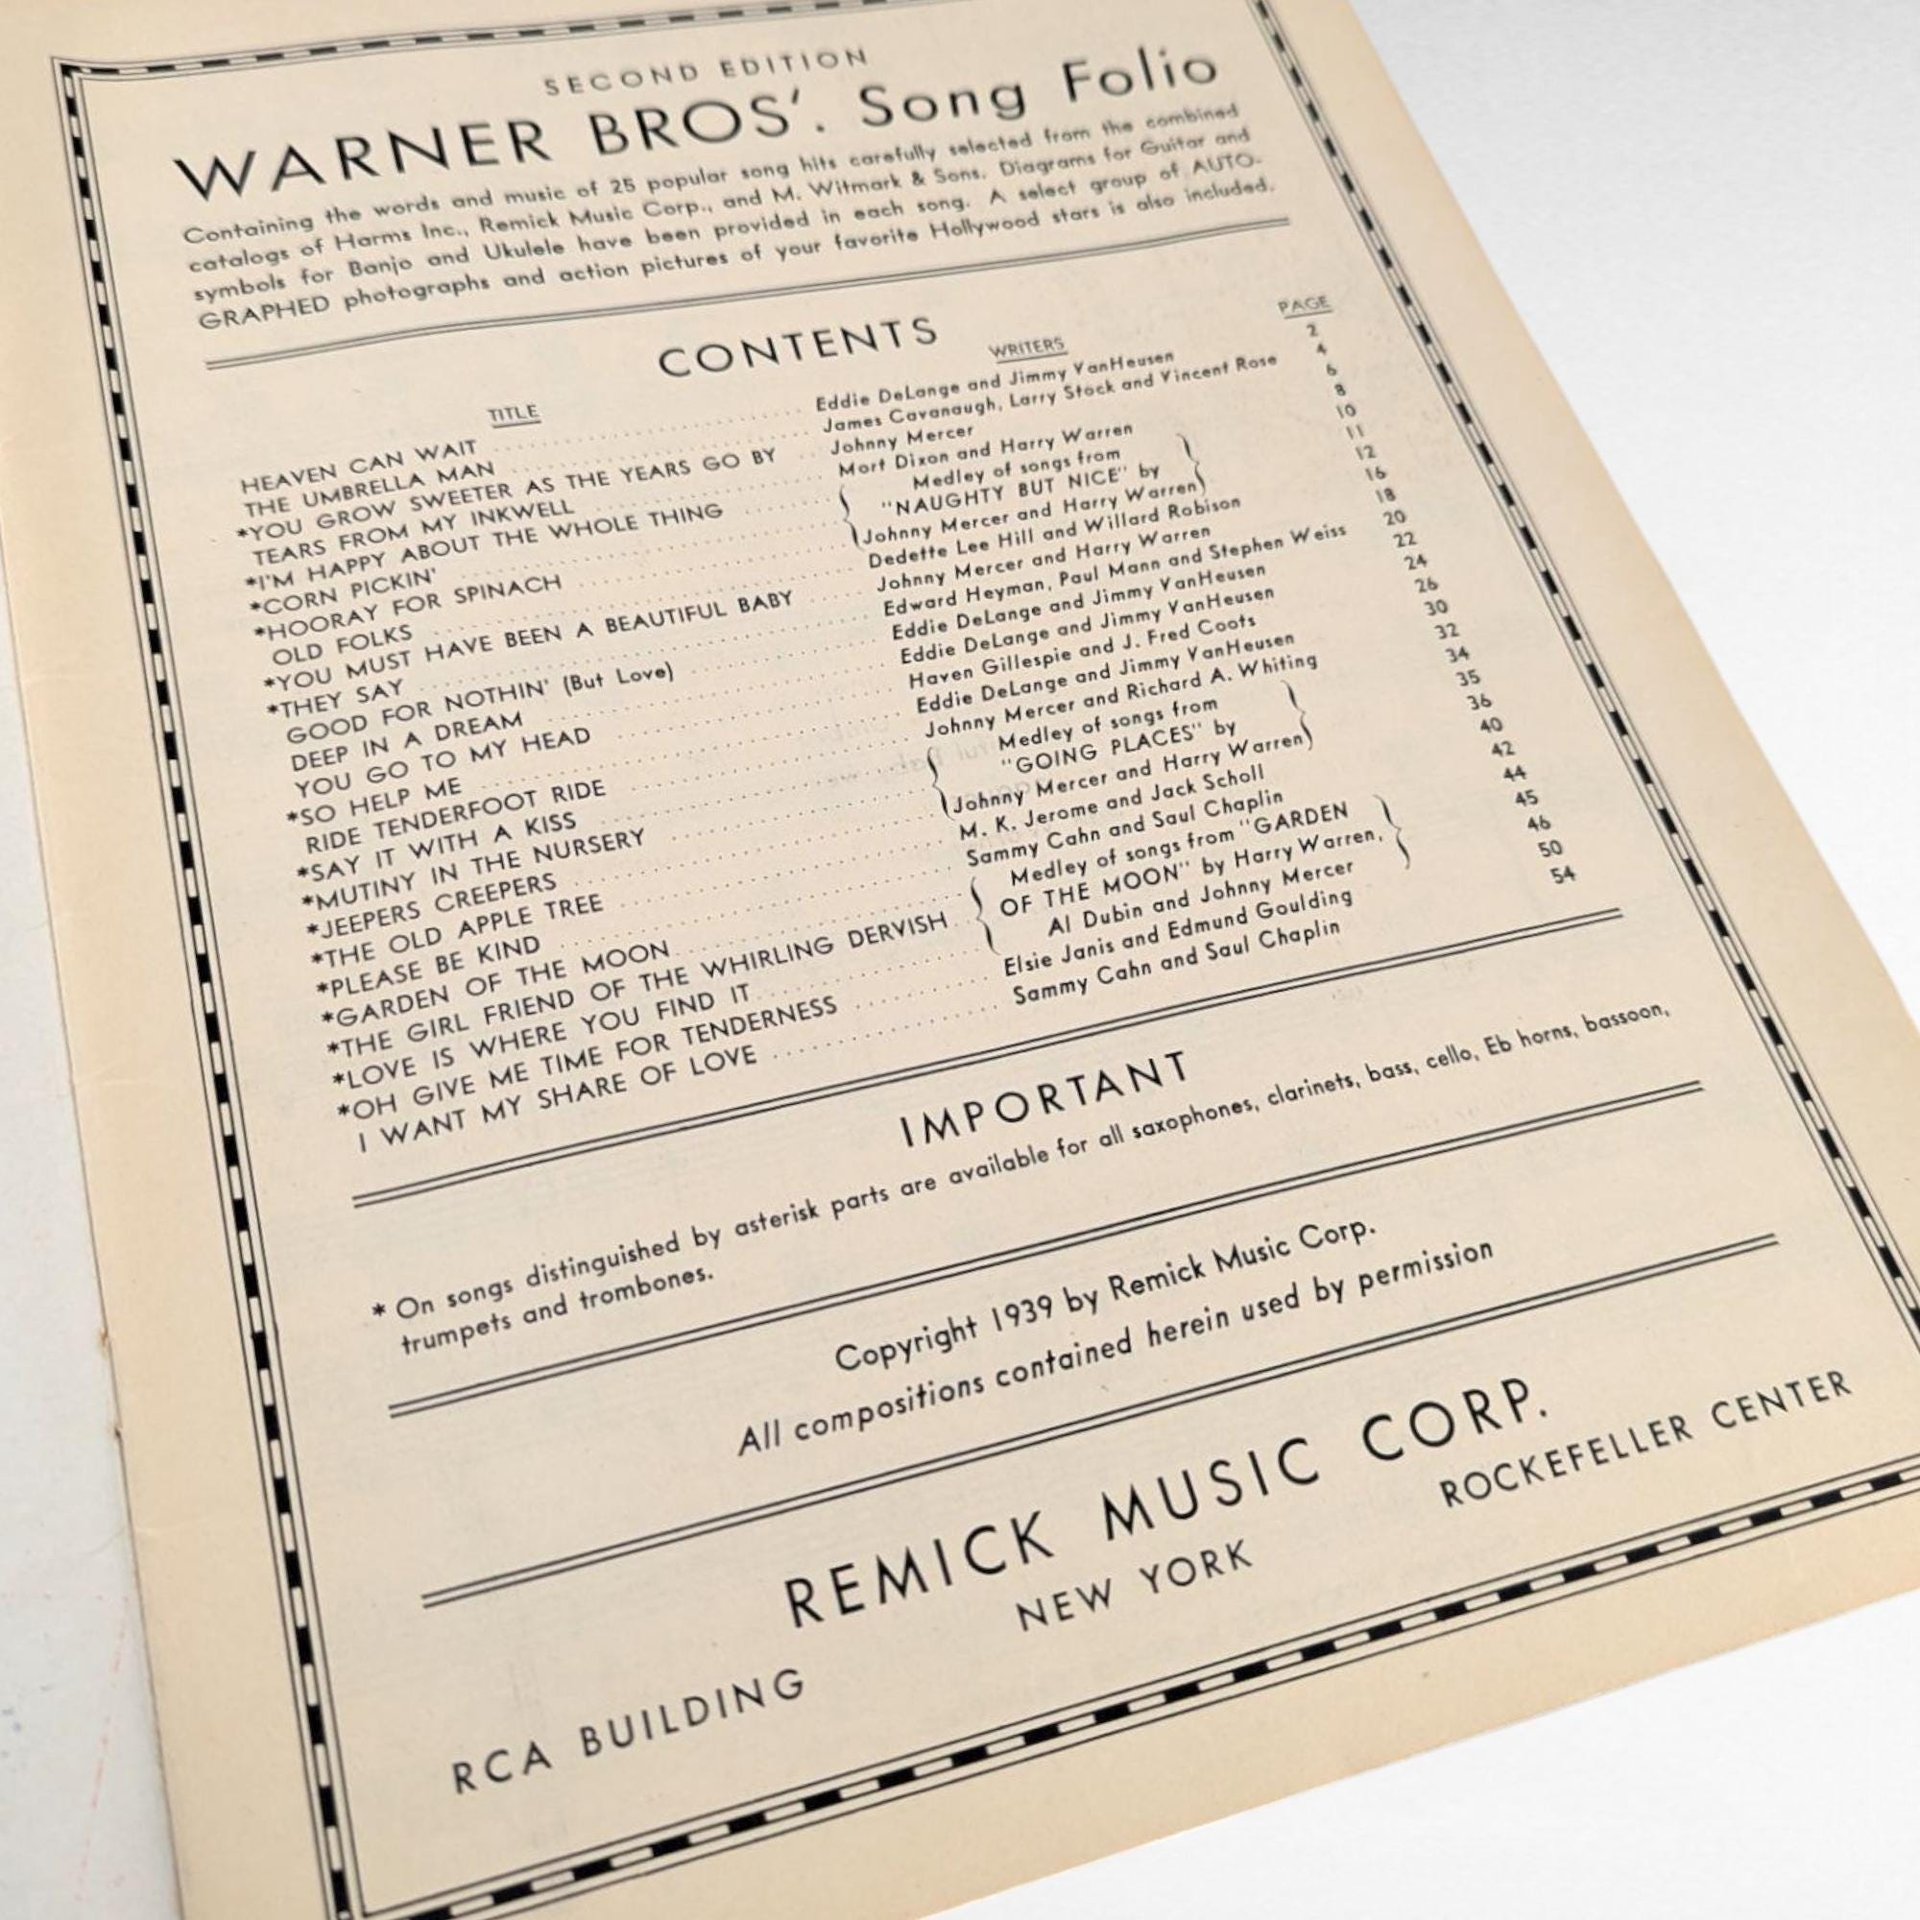 SECOND EDITION
WARNER BROS'. Song Folio
Containing the words and music of 25 popular song hits carefully selected from the combined
catalogs of Harms Inc., Remick Music Corp., and M. Witmark & Sons. Diagrams for Guitar and
symbols for Banjo and Ukulele have been provided in each song. A select group of AUTO-
GRAPHED photographs and action pictures of your favorite Hollywood stars is also included.
CONTENTS
TITLE WRITERS PAGE
HEAVEN CAN WAIT Eddie DeLange and Jimmy VanHeusen 2
THE UMBRELLA MAN James Cavanaugh, Larry Stock and Vincent Rose 4
*YOU GROW SWEETER AS THE YEARS GO BY Johnny Mercer 6
TEARS FROM MY INKWELL Mort Dixon and Harry Warren 8
*I'M HAPPY ABOUT THE WHOLE THING Medley of songs from 10
*CORN PICKIN' "NAUGHTY BUT NICE" by 11
*HOORAY FOR SPINACH Johnny Mercer and Harry Warren 12
OLD FOLKS Dedette Lee Hill and Willard Robison 16
*YOU MUST HAVE BEEN A BEAUTIFUL BABY Johnny Mercer and Harry Warren 18
*THEY SAY Edward Heyman, Paul Mann and Stephen Weiss 20
GOOD FOR NOTHIN' (But Love) Eddie DeLange and Jimmy VanHeusen 22
DEEP IN A DREAM Eddie DeLange and Jimmy VanHeusen 24
YOU GO TO MY HEAD Haven Gillespie and J. Fred Coots 26
*SO HELP ME Eddie DeLange and Jimmy VanHeusen 30
RIDE TENDERFOOT RIDE Johnny Mercer and Richard A. Whiting 32
*SAY IT WITH A KISS Medley of songs from 34
*MUTINY IN THE NURSERY "GOING PLACES" by 35
*JEEPERS CREEPERS Johnny Mercer and Harry Warren 36
*THE OLD APPLE TREE M. K. Jerome and Jack Scholl 40
*PLEASE BE KIND Sammy Cahn and Saul Chaplin 42
*GARDEN OF THE MOON Medley of songs from "GARDEN 44
*THE GIRL FRIEND OF THE WHIRLING DERVISH OF THE MOON" by Harry Warren, 45
*LOVE IS WHERE YOU FIND IT Al Dubin and Johnny Mercer 46
*OH GIVE ME TIME FOR TENDERNESS Elsie Janis and Edmund Goulding 50
I WANT MY SHARE OF LOVE Sammy Cahn and Saul Chaplin 54
IMPORTANT
* On songs distinguished by asterisk parts are available for all saxophones, clarinets, bass, cello, Eb horns, bassoon,
trumpets and trombones.
Copyright 1939 by Remick Music Corp.
All compositions contained herein used by permission
REMICK MUSIC CORP.
RCA BUILDING NEW YORK ROCKEFELLER CENTER